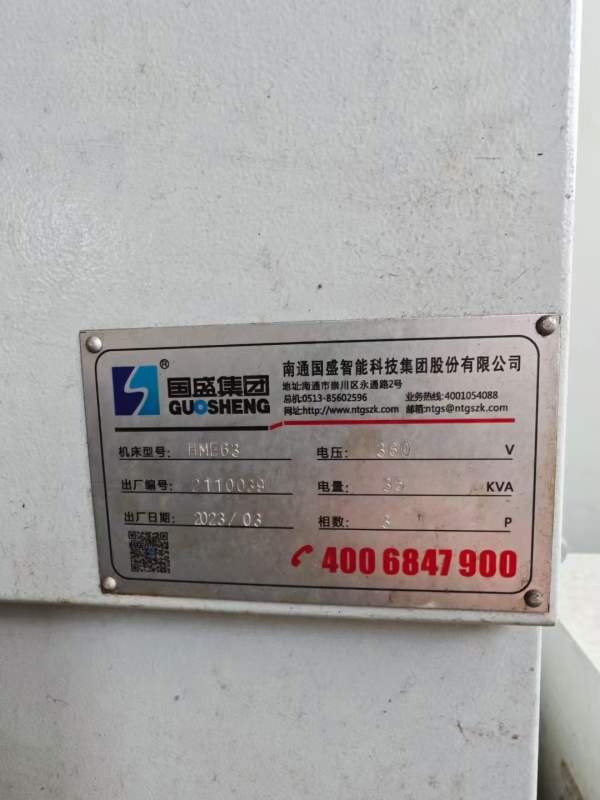 国盛集团®
GUOSHENG
南通国盛智能科技集团股份有限公司
地址:南通市崇川区永通路2号
总机:0513-85602596 业务热线:4001054088
网址:http://www.ntgszk.com 邮箱:ntgs@ntgszk.com
机床型号: HME63 电压: 380 V
出厂编号: 2110039 电量: 35 KVA
出厂日期: 2023/03 相数: 3 P
400 6847 900